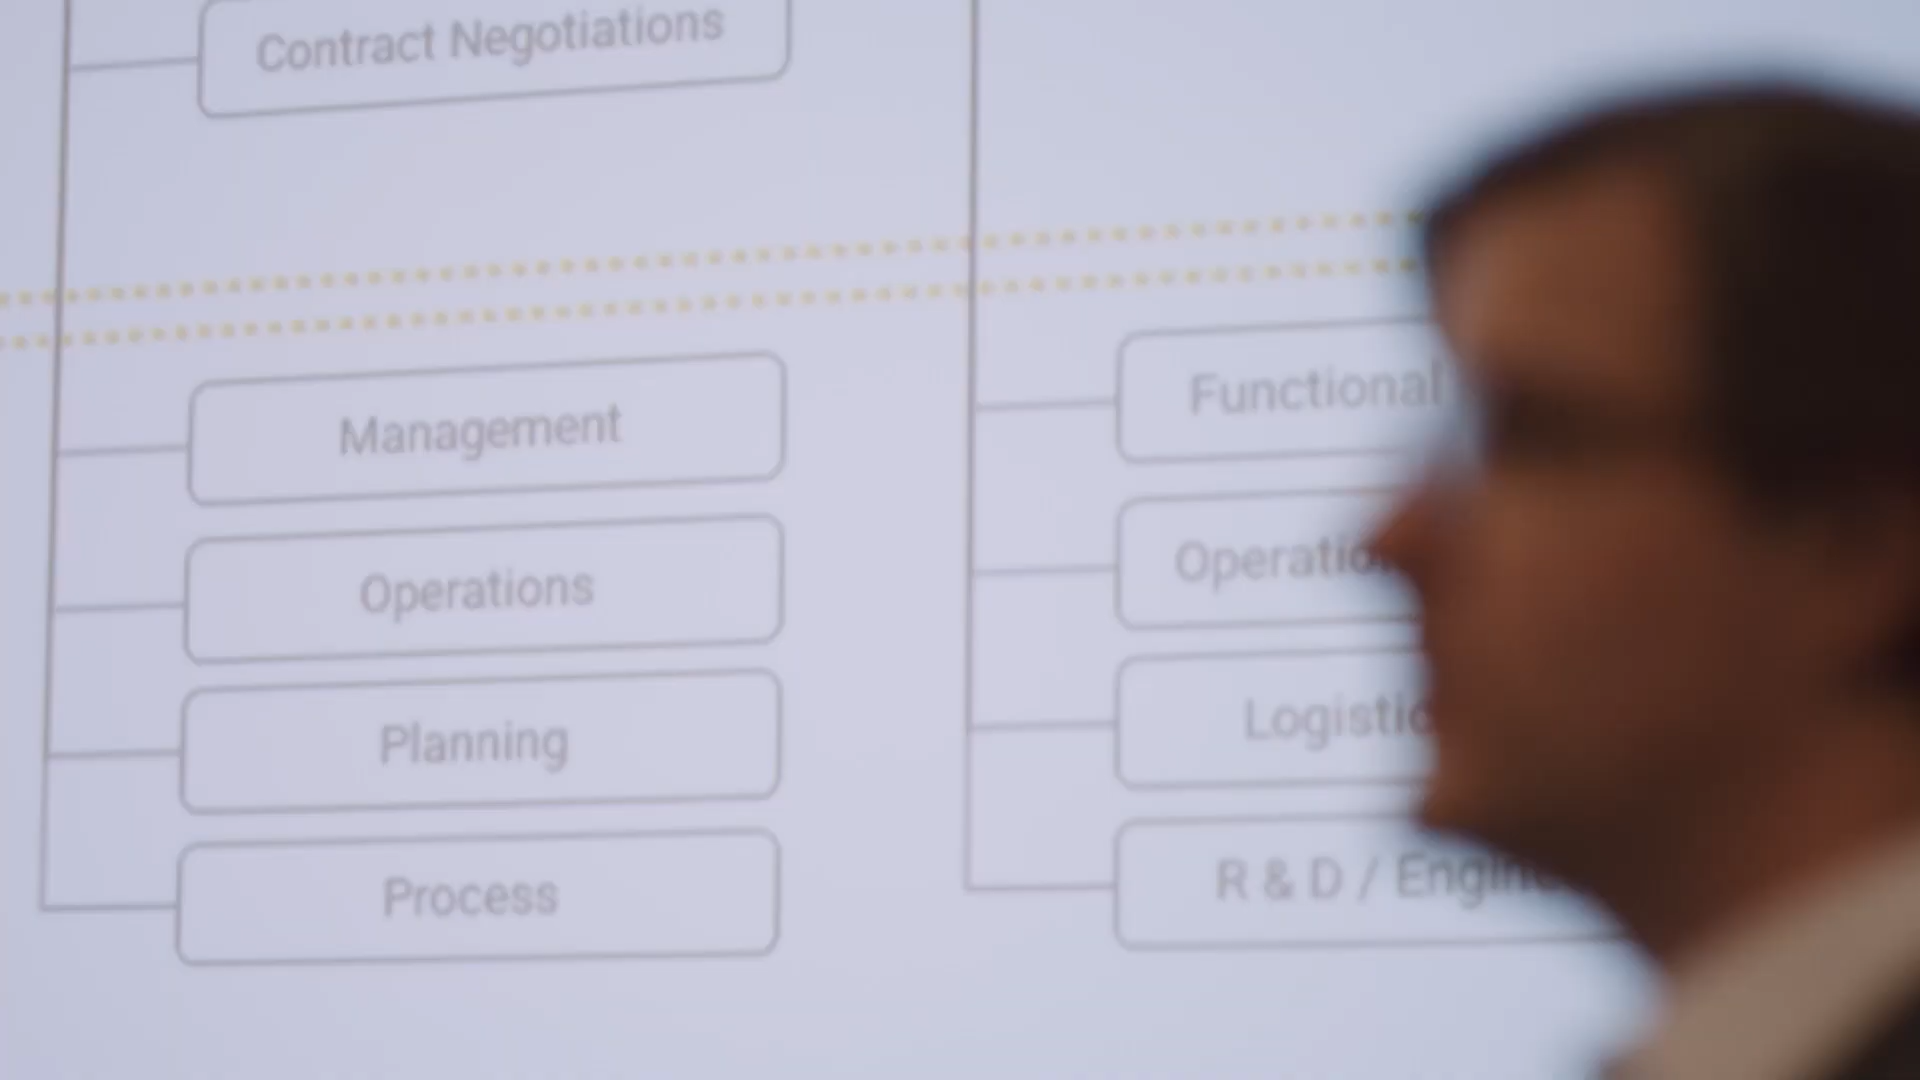 Contract Negotiations
Management
Operations
Planning
Process
Functional
R & D /